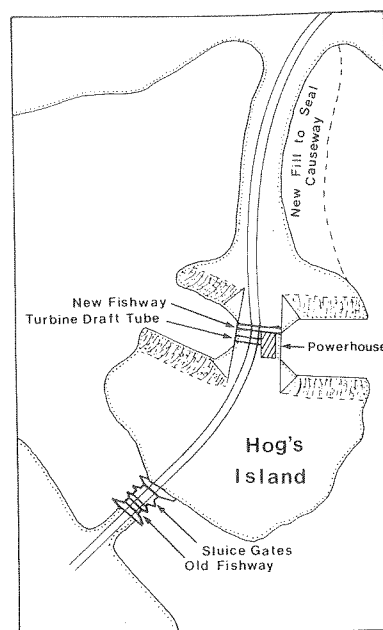 New Fill to Seal
Causeway
New Fishway
Turbine Draft Tube
Powerhouse
Hog's
Island
Sluice Gates
Old Fishway